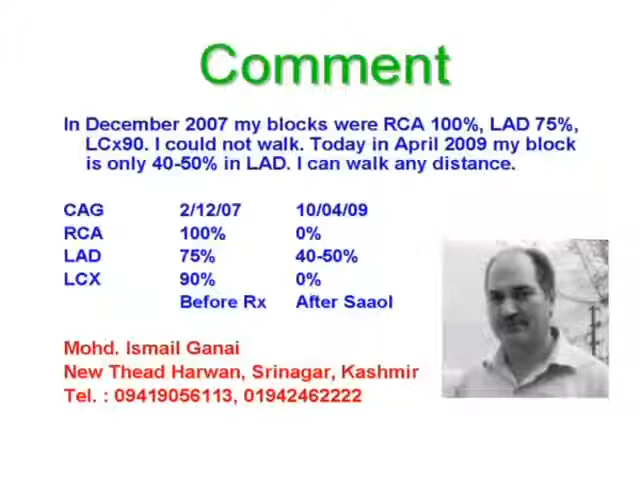 Comment
In December 2007 my blocks were RCA 100%, LAD 75%,
LCx90. I could not walk. Today in April 2009 my block
is only 40-50% in LAD. I can walk any distance.
CAG 2/12/07 10/04/09
RCA 100% 0%
LAD 75% 40-50%
LCX 90% 0%
Before Rx After Saaol
Mohd. Ismail Ganai
New Thead Harwan, Srinagar, Kashmir
Tel. : 09419056113, 01942462222